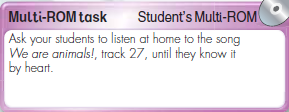 Multi-ROM task Student's Multi-ROM
Ask your students to listen at home to the song
We are animals!, track 27, until they know it
by heart.